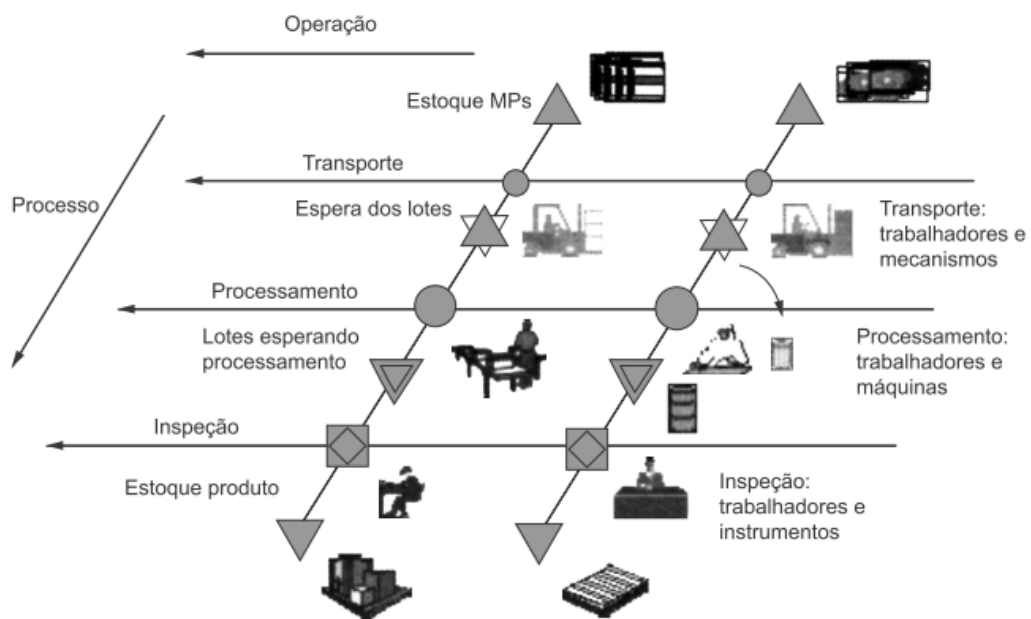 Operação
Estoque MPs
Transporte
Processo
Espera dos lotes
Transporte:
trabalhadores e
mecanismos
Processamento
Lotes esperando
processamento
Processamento:
trabalhadores e
máquinas
Inspeção
Estoque produto
Inspeção:
trabalhadores e
instrumentos